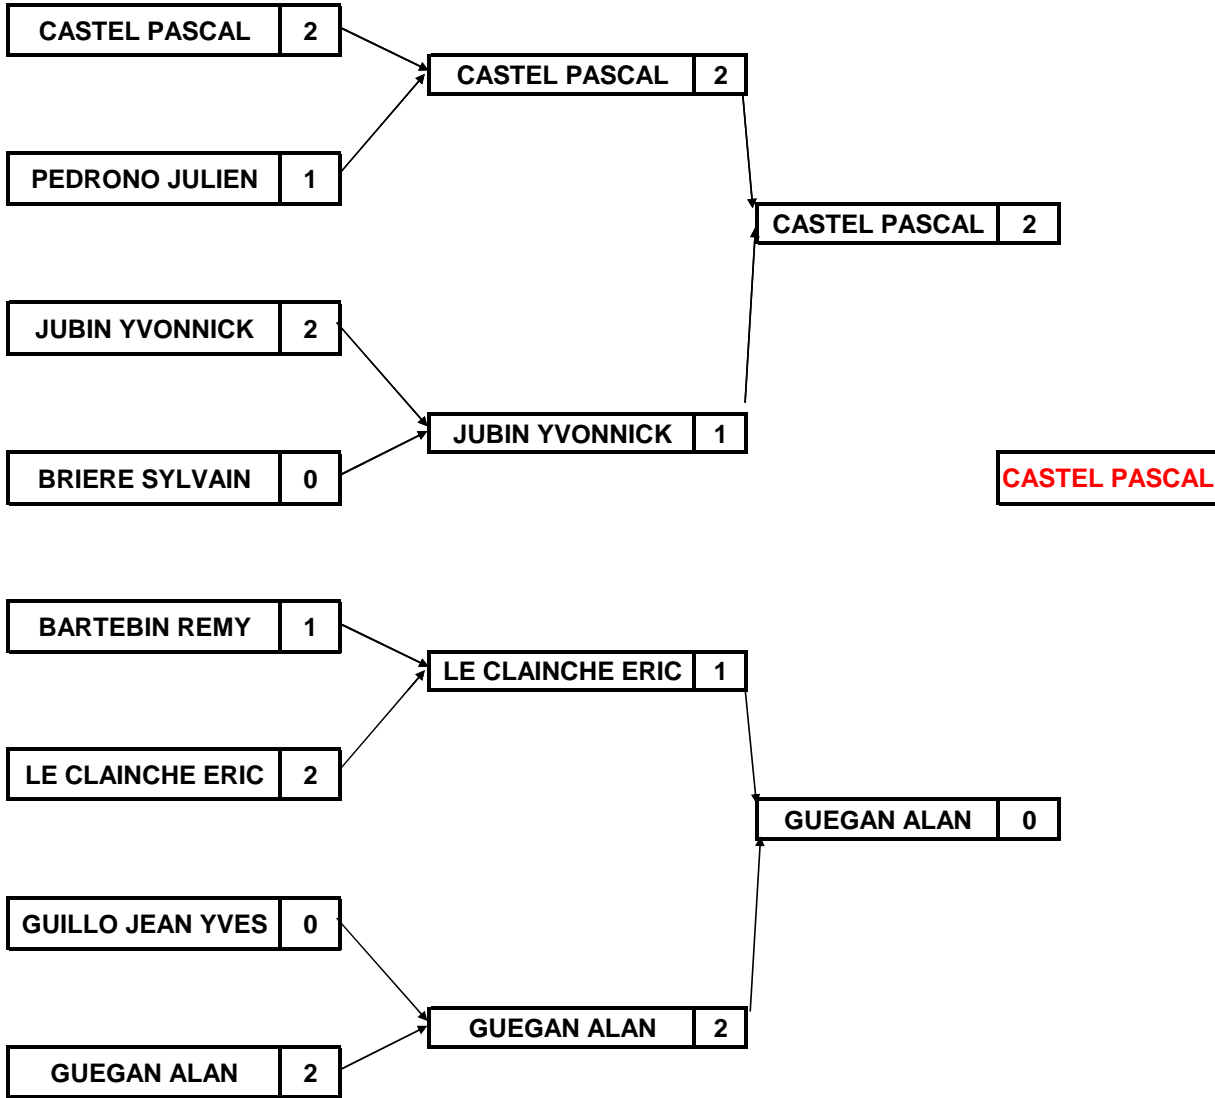 CASTEL PASCAL 2
CASTEL PASCAL 2
PEDRONO JULIEN 1
CASTEL PASCAL 2
JUBIN YVONNICK 2
JUBIN YVONNICK 1
BRIERE SYLVAIN 0
CASTEL PASCAL
BARTEBIN REMY 1
LE CLAINCHE ERIC 1
LE CLAINCHE ERIC 2
GUEGAN ALAN 0
GUILLO JEAN YVES 0
GUEGAN ALAN 2
GUEGAN ALAN 2